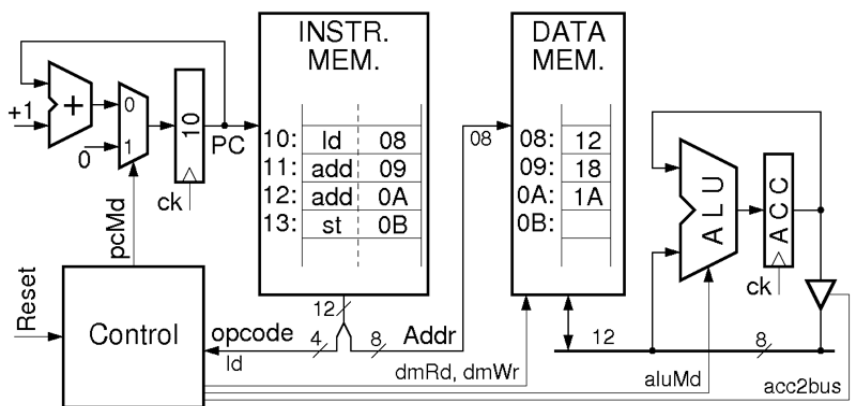 INSTR.
MEM.
DATA
MEM.
+
+1
0
1
0
10
PC
ck
pcMd
10: ld 08
11: add 09
12: add 0A
13: st 0B
08
08: 12
09: 18
0A: 1A
0B:
ALU
ACC
ck
Reset
Control
12
opcode
4
8
Addr
ld
dmRd, dmWr
12
8
aluMd
acc2bus